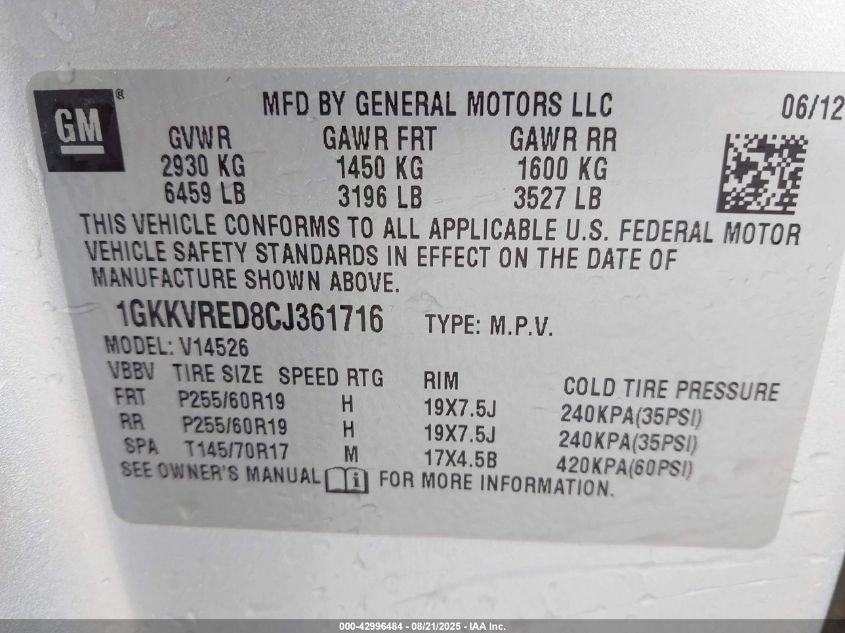 GM ®
MFD BY GENERAL MOTORS LLC 06/12
GVWR GAWR FRT GAWR RR
2930 KG 1450 KG 1600 KG
6459 LB 3196 LB 3527 LB
THIS VEHICLE CONFORMS TO ALL APPLICABLE U.S. FEDERAL MOTOR
VEHICLE SAFETY STANDARDS IN EFFECT ON THE DATE OF
MANUFACTURE SHOWN ABOVE.
1GKKVRED8CJ361716 TYPE: M.P.V.
MODEL: V14526
VBBV TIRE SIZE SPEED RTG RIM COLD TIRE PRESSURE
FRT P255/60R19 H 19X7.5J 240KPA(35PSI)
RR P255/60R19 H 19X7.5J 240KPA(35PSI)
SPA T145/70R17 M 17X4.5B 420KPA(60PSI)
SEE OWNER'S MANUAL i FOR MORE INFORMATION.
000-42996484 | 08/21/2025 - IAA Inc.